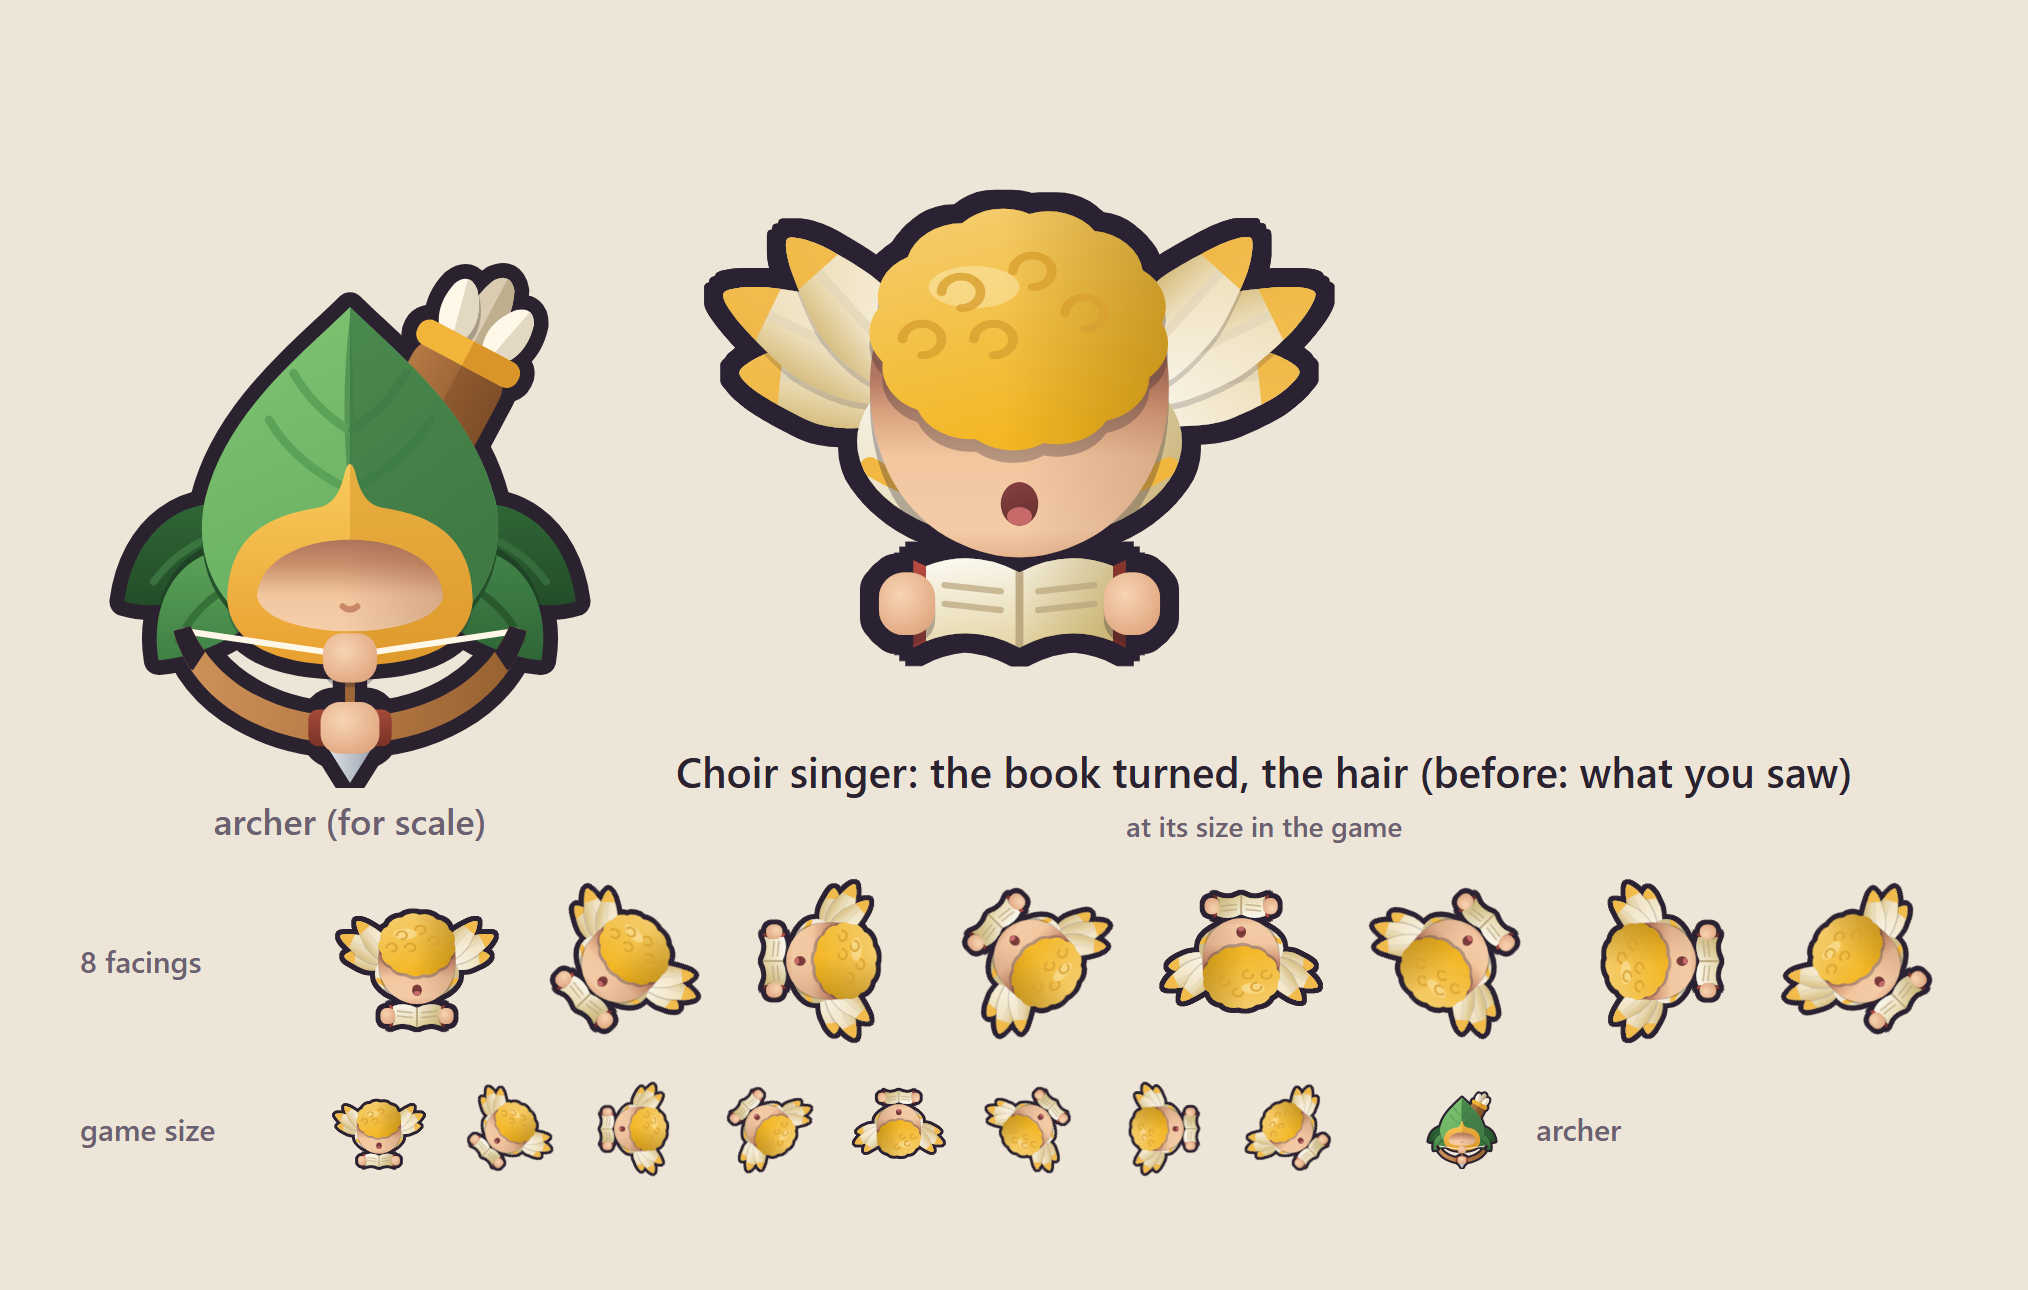 Choir singer: the book turned, the hair (before: what you saw)
archer (for scale)
at its size in the game
8 facings
game size
archer